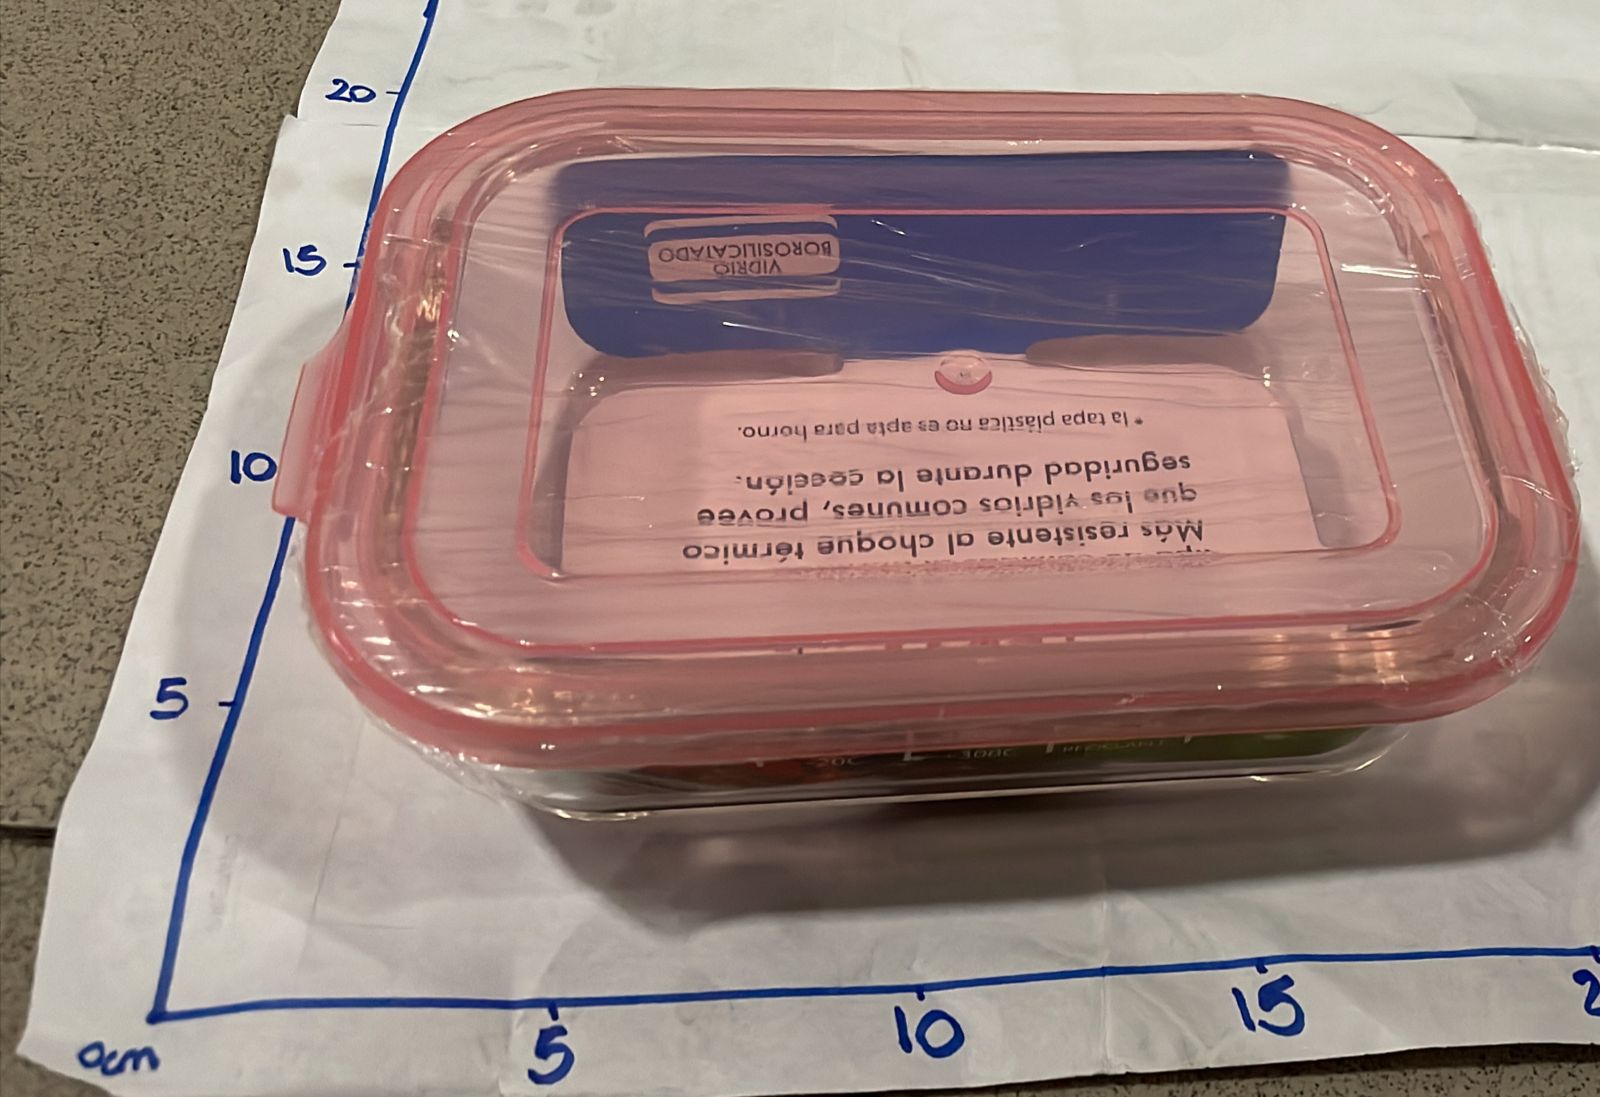 20
15
10
5
0cm
5
10
15
2
VIDRIO
BOROSILICATADO
Más resistente al choque térmico
que los vidrios comunes, provee
seguridad durante la cocción.
* la tapa plástica no es apta para horno.